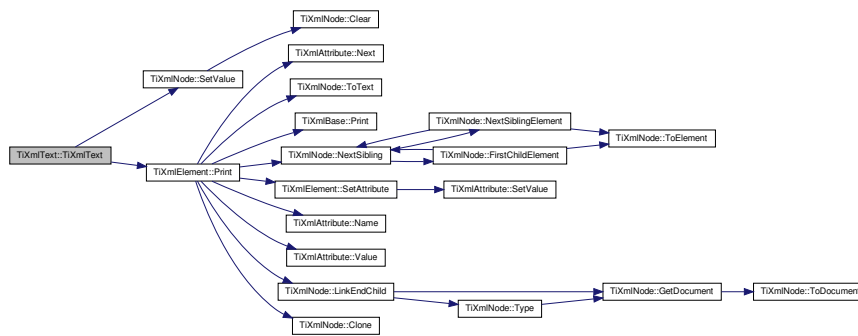 TiXmlNode::Clear
TiXmlAttribute::Next
TiXmlNode::SetValue
TiXmlNode::ToText
TiXmlBase::Print
TiXmlNode::NextSiblingElement
TiXmlNode::ToElement
TiXmlText::TiXmlText
TiXmlNode::NextSibling
TiXmlNode::FirstChildElement
TiXmlElement::Print
TiXmlElement::SetAttribute
TiXmlAttribute::SetValue
TiXmlAttribute::Name
TiXmlAttribute::Value
TiXmlNode::LinkEndChild
TiXmlNode::GetDocument
TiXmlNode::ToDocument
TiXmlNode::Type
TiXmlNode::Clone